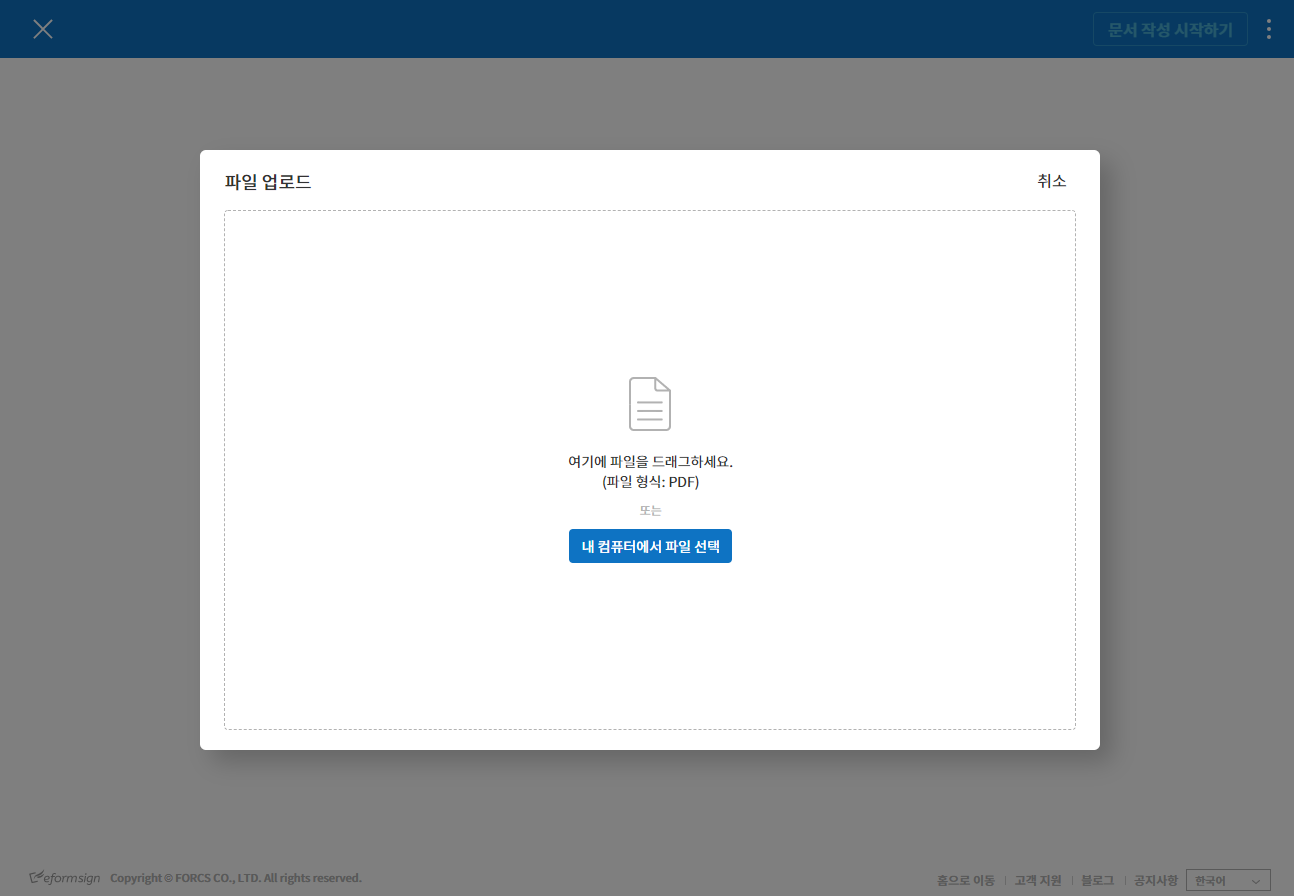 문서 작성 시작하기
파일 업로드
취소
여기에 파일을 드래그하세요.
(파일 형식: PDF)
또는
내 컴퓨터에서 파일 선택
eformsign Copyright © FORCS CO., LTD. All rights reserved.
홈으로 이동 | 고객 지원 | 블로그 | 공지사항 한국어